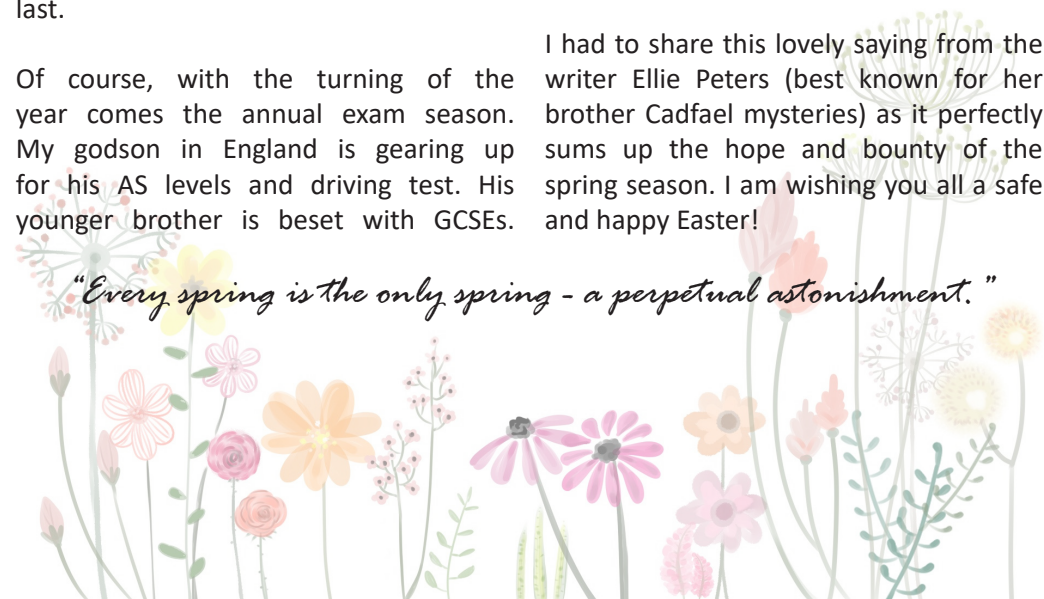 last.
Of course, with the turning of the
year comes the annual exam season.
My godson in England is gearing up
for his AS levels and driving test. His
younger brother is beset with GCSEs.
I had to share this lovely saying from the
writer Ellie Peters (best known for her
brother Cadfael mysteries) as it perfectly
sums up the hope and bounty of the
spring season. I am wishing you all a safe
and happy Easter!
“Every spring is the only spring - a perpetual astonishment.”